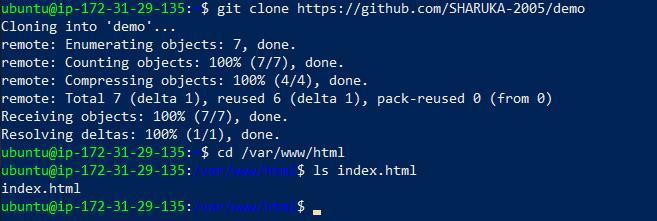 ubuntu@ip-172-31-29-135:~$ git clone https://github.com/SHARUKA-2005/demo
Cloning into 'demo'...
remote: Enumerating objects: 7, done.
remote: Counting objects: 100% (7/7), done.
remote: Compressing objects: 100% (4/4), done.
remote: Total 7 (delta 1), reused 6 (delta 1), pack-reused 0 (from 0)
Receiving objects: 100% (7/7), done.
Resolving deltas: 100% (1/1), done.
ubuntu@ip-172-31-29-135:~$ cd /var/www/html
ubuntu@ip-172-31-29-135:/var/www/html$ ls index.html
index.html
ubuntu@ip-172-31-29-135:/var/www/html$